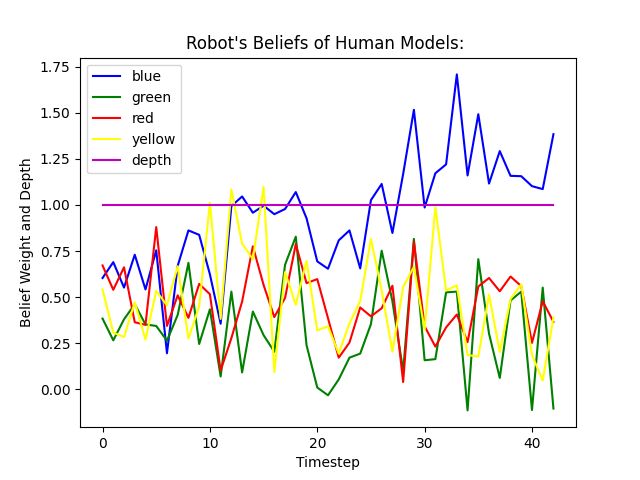 Robot's Beliefs of Human Models:
blue
green
red
yellow
depth
Belief Weight and Depth
1.75
1.50
1.25
1.00
0.75
0.50
0.25
0.00
0 10 20 30 40
Timestep